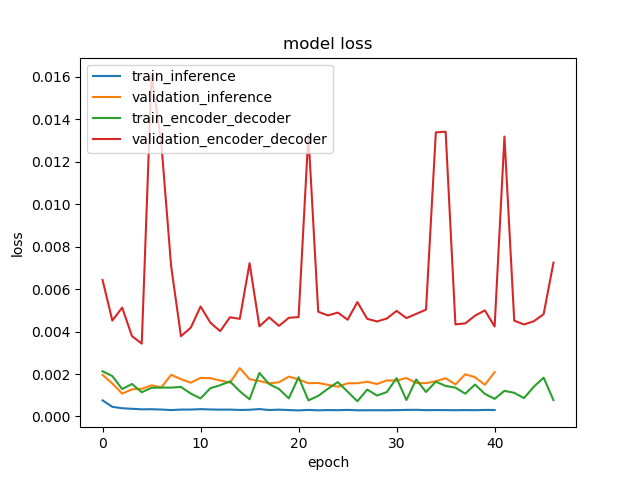 model loss
train_inference
validation_inference
train_encoder_decoder
validation_encoder_decoder
0.016
0.014
0.012
0.010
0.008
0.006
0.004
0.002
0.000
loss
0 10 20 30 40
epoch